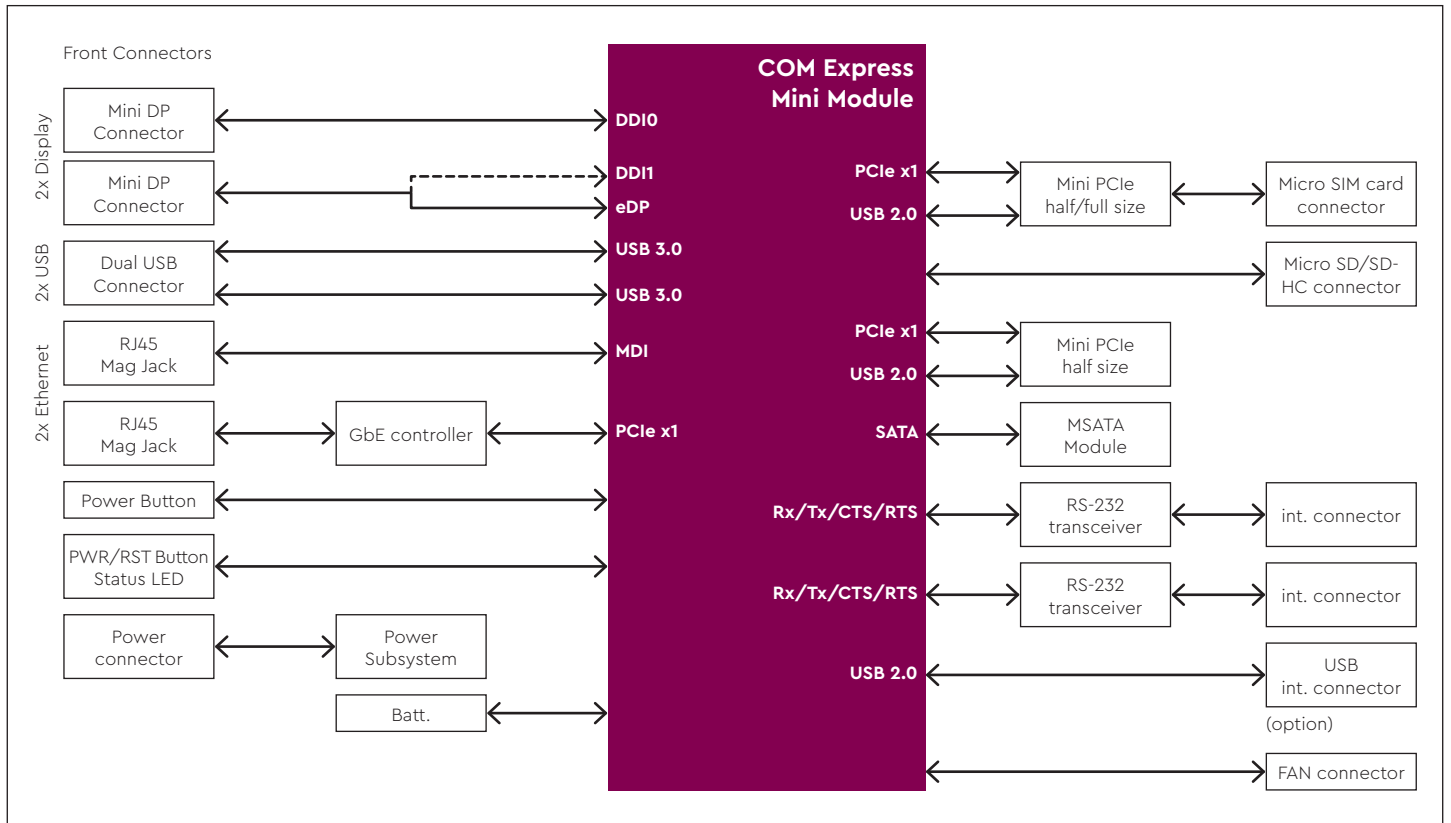 Front Connectors
2x Display
Mini DP
Connector
Mini DP
Connector
2x USB
Dual USB
Connector
2x Ethernet
RJ45
Mag Jack
RJ45
Mag Jack
GbE controller
Power Button
PWR/RST Button
Status LED
Power
connector
Power
Subsystem
Batt.
COM Express
Mini Module
DDI0
DDI1
eDP
USB 3.0
USB 3.0
MDI
PCIe x1
PCIe x1
USB 2.0
PCIe x1
USB 2.0
SATA
Rx/Tx/CTS/RTS
Rx/Tx/CTS/RTS
USB 2.0
Mini PCIe
half/full size
Micro SIM card
connector
Micro SD/SD-
HC connector
Mini PCIe
half size
MSATA
Module
RS-232
transceiver
int. connector
RS-232
transceiver
int. connector
USB
int. connector
(option)
FAN connector